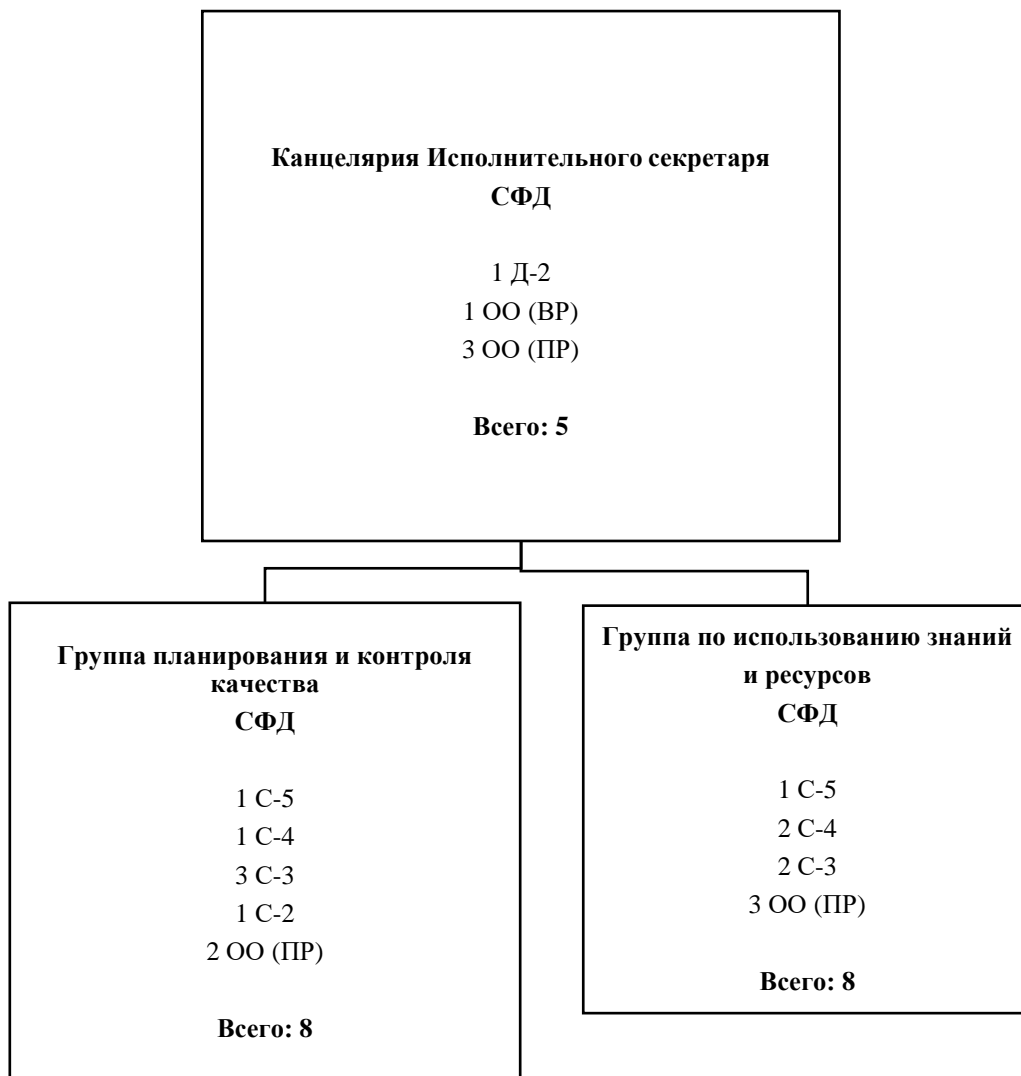 Канцелярия Исполнительного секретаря
СФД
1 Д-2
1 ОО (ВР)
3 ОО (ПР)
Всего: 5
Группа планирования и контроля
качества
СФД
1 С-5
1 С-4
3 С-3
1 С-2
2 ОО (ПР)
Всего: 8
Группа по использованию знаний
и ресурсов
СФД
1 С-5
2 С-4
2 С-3
3 ОО (ПР)
Всего: 8